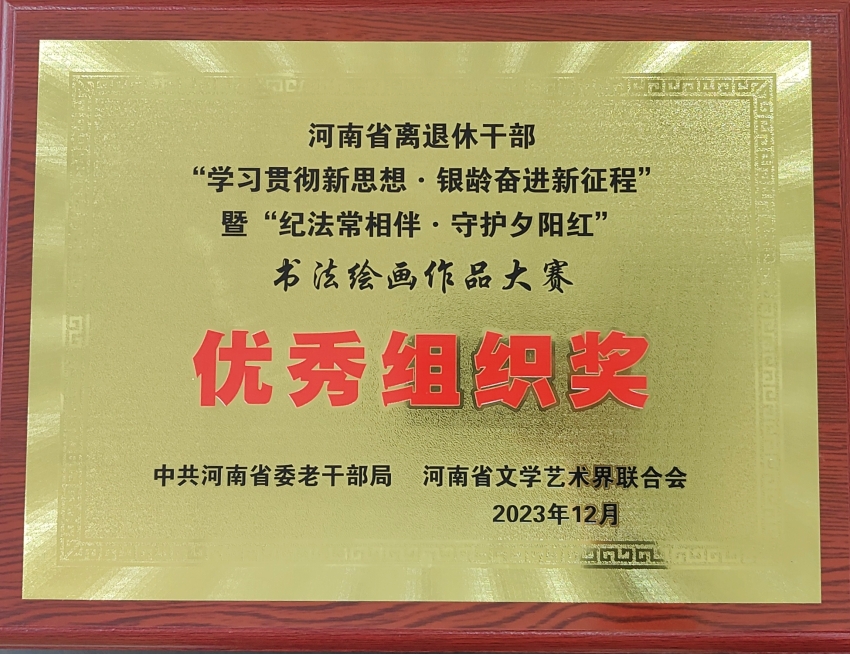 河南省离退休干部
“学习贯彻新思想·银龄奋进新征程”
暨“纪法常相伴·守护夕阳红”
书法绘画作品大赛
优秀组织奖
中共河南省委老干部局 河南省文学艺术界联合会
2023年12月